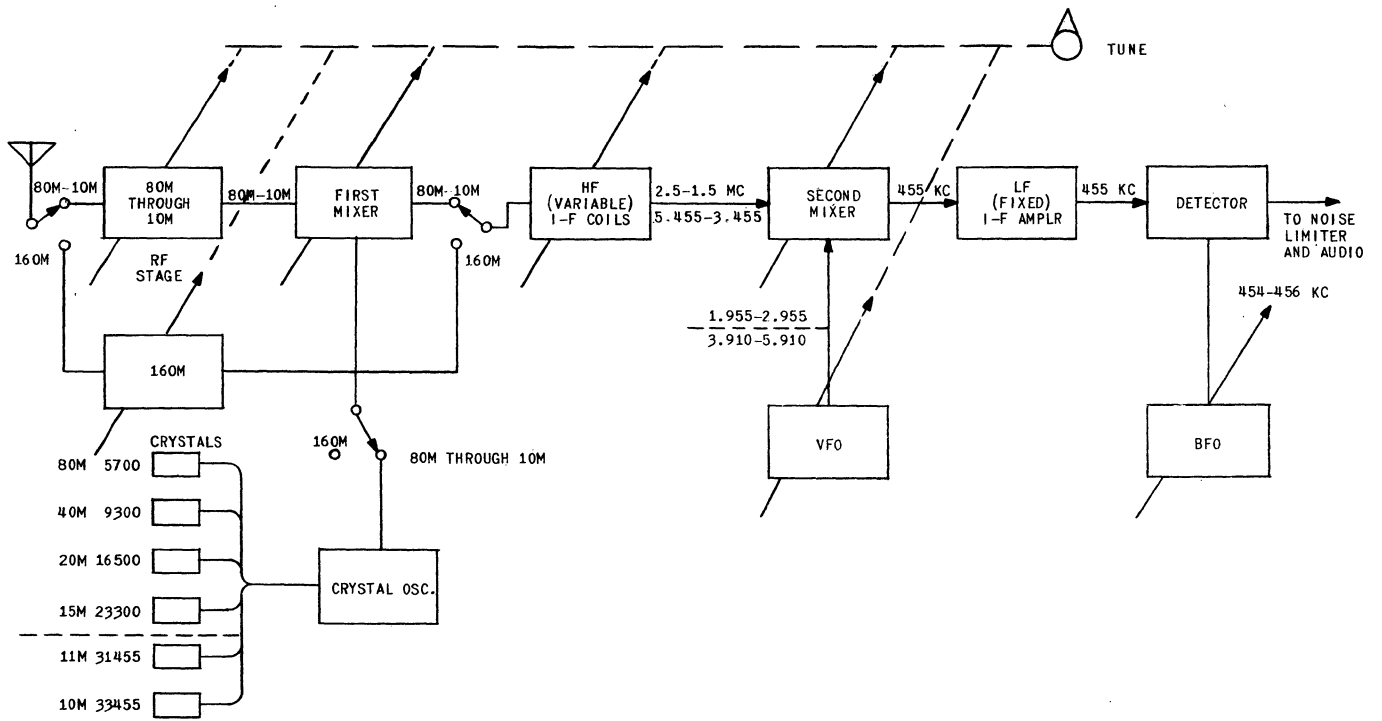 TUNE
80M-10M
80M
THROUGH
10M
80M-10M
FIRST
MIXER
80M-10M
HF
(VARIABLE)
I-F COILS
2.5-1.5 MC
5.455-3.455
SECOND
MIXER
455 KC
LF
(FIXED)
I-F AMPLR
455 KC
DETECTOR
TO NOISE
LIMITER
AND AUDIO
160M
RF
STAGE
160M
454-456 KC
1.955-2.955
3.910-5.910
160M
VFO
BFO
160M
80M THROUGH 10M
CRYSTALS
80M 5700
40M 9300
20M 16500
15M 23300
11M 31455
10M 33455
CRYSTAL OSC.